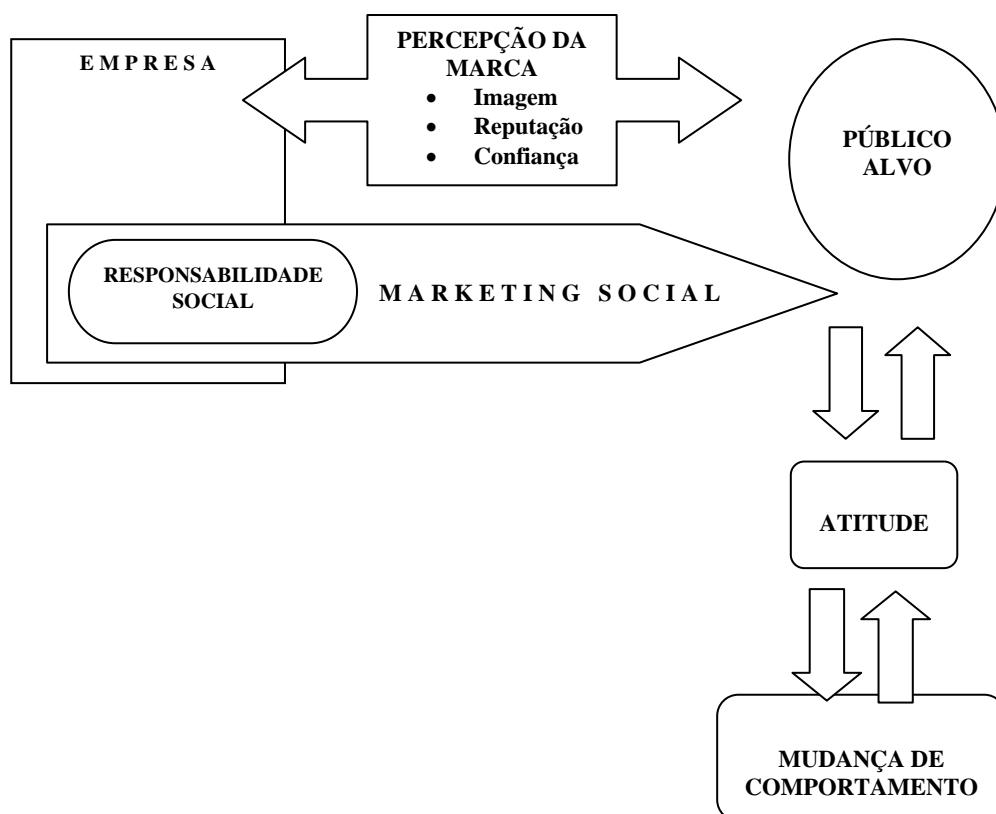 E M P R E S A
PERCEPÇÃO DA
MARCA
• Imagem
• Reputação
• Confiança
PÚBLICO
ALVO
RESPONSABILIDADE
SOCIAL
M A R K E T I N G S O C I A L
ATITUDE
MUDANÇA DE
COMPORTAMENTO